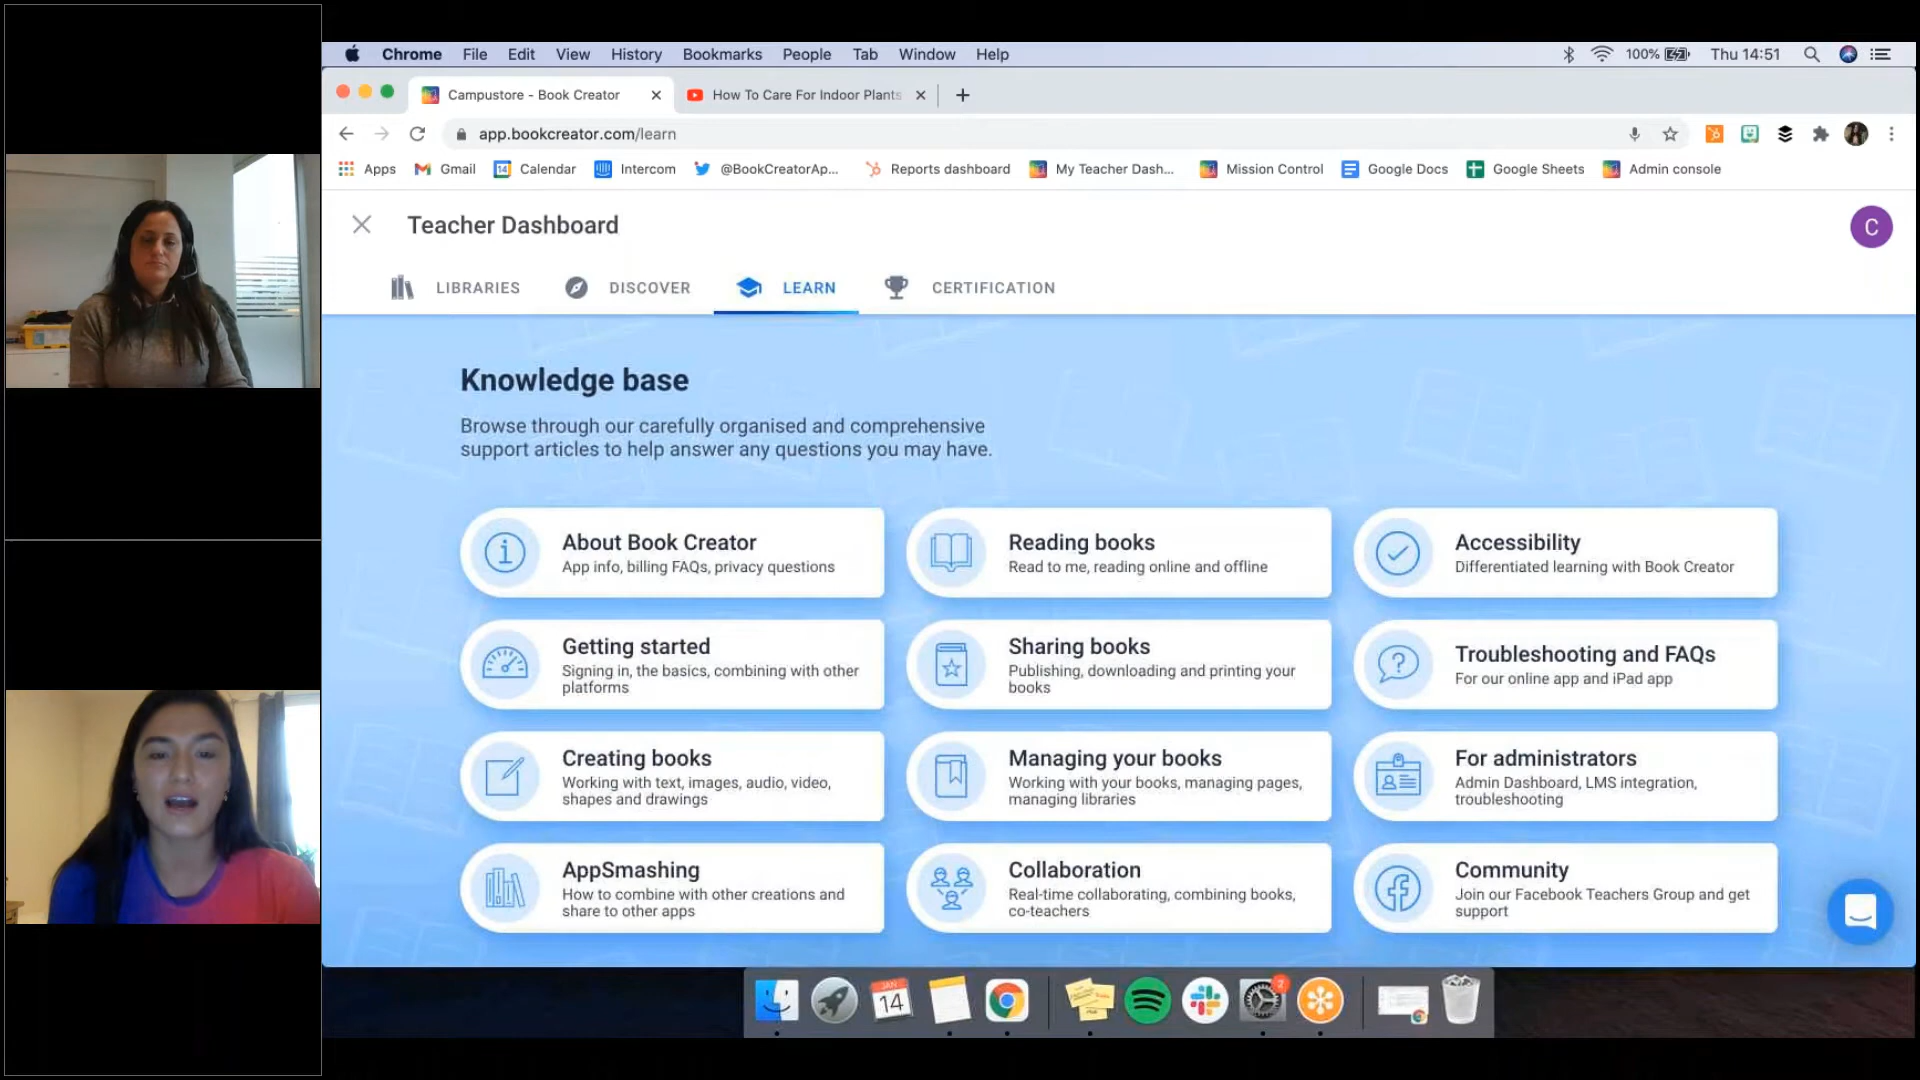 Chrome File Edit View History Bookmarks People Tab Window Help 100% Thu 14:51
Campustore - Book Creator How To Care For Indoor Plants
app.bookcreator.com/learn
Apps Gmail Calendar Intercom @BookCreatorAp... Reports dashboard My Teacher Dash... Mission Control Google Docs Google Sheets Admin console
Teacher Dashboard C
LIBRARIES DISCOVER LEARN CERTIFICATION
Knowledge base
Browse through our carefully organised and comprehensive
support articles to help answer any questions you may have.
About Book Creator
App info, billing FAQs, privacy questions
Reading books
Read to me, reading online and offline
Accessibility
Differentiated learning with Book Creator
Getting started
Signing in, the basics, combining with other
platforms
Sharing books
Publishing, downloading and printing your
books
Troubleshooting and FAQs
For our online app and iPad app
Creating books
Working with text, images, audio, video,
shapes and drawings
Managing your books
Working with your books, managing pages,
managing libraries
For administrators
Admin Dashboard, LMS integration,
troubleshooting
AppSmashing
How to combine with other creations and
share to other apps
Collaboration
Real-time collaborating, combining books,
co-teachers
Community
Join our Facebook Teachers Group and get
support
JAN
14
2